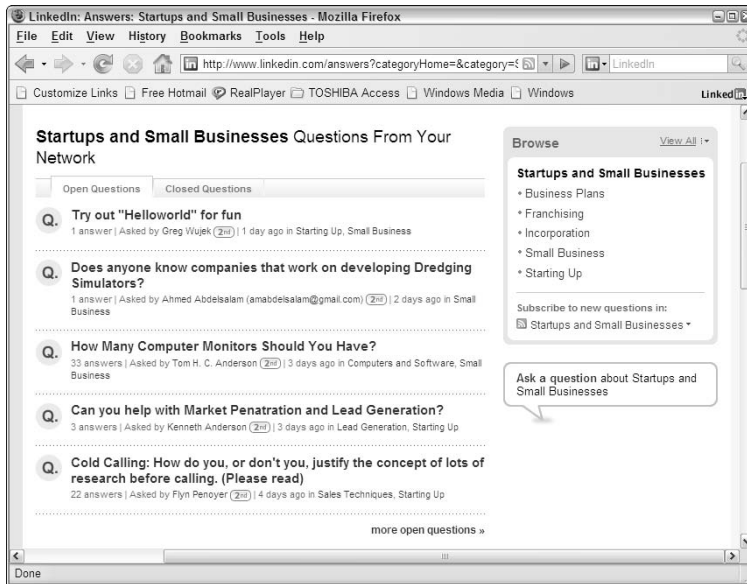 LinkedIn: Answers: Startups and Small Businesses - Mozilla Firefox
File Edit View History Bookmarks Tools Help
in http://www.linkedin.com/answers?categoryHome=&category=S in LinkedIn
Customize Links Free Hotmail RealPlayer TOSHIBA Access Windows Media Windows Linked in
Startups and Small Businesses Questions From Your
Network
Open Questions Closed Questions
Q. Try out "Helloworld" for fun
1 answer | Asked by Greg Wujek 2nd | 1 day ago in Starting Up, Small Business
Q. Does anyone know companies that work on developing Dredging
Simulators?
1 answer | Asked by Ahmed Abdelsalam (amabdelsalam@gmail.com) 2nd | 2 days ago in Small
Business
Q. How Many Computer Monitors Should You Have?
33 answers | Asked by Tom H. C. Anderson 2nd | 3 days ago in Computers and Software, Small
Business
Q. Can you help with Market Penatration and Lead Generation?
3 answers | Asked by Kenneth Anderson 2nd | 3 days ago in Lead Generation, Starting Up
Q. Cold Calling: How do you, or don't you, justify the concept of lots of
research before calling. (Please read)
22 answers | Asked by Flyn Penoyer 2nd | 4 days ago in Sales Techniques, Starting Up
more open questions »
Browse View All
Startups and Small Businesses
• Business Plans
• Franchising
• Incorporation
• Small Business
• Starting Up
Subscribe to new questions in:
Startups and Small Businesses
Ask a question about Startups and
Small Businesses
Done